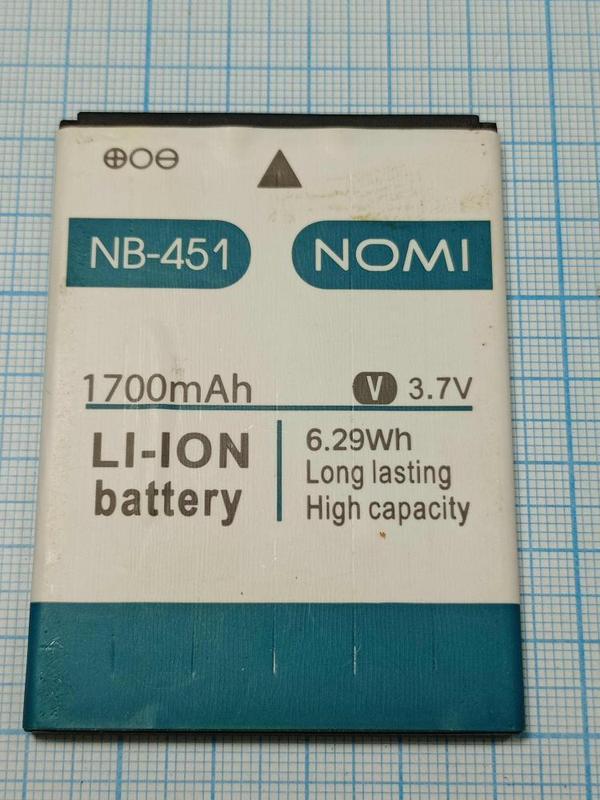 ⊕○⊖
NB-451
NOMI
1700mAh
V 3.7V
LI-ION
battery
6.29Wh
Long lasting
High capacity